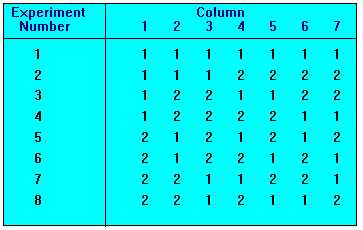 Experiment Column
Number 1 2 3 4 5 6 7
1 1 1 1 1 1 1 1
2 1 1 1 2 2 2 2
3 1 2 2 1 1 2 2
4 1 2 2 2 2 1 1
5 2 1 2 1 2 1 2
6 2 1 2 2 1 2 1
7 2 2 1 1 2 2 1
8 2 2 1 2 1 1 2